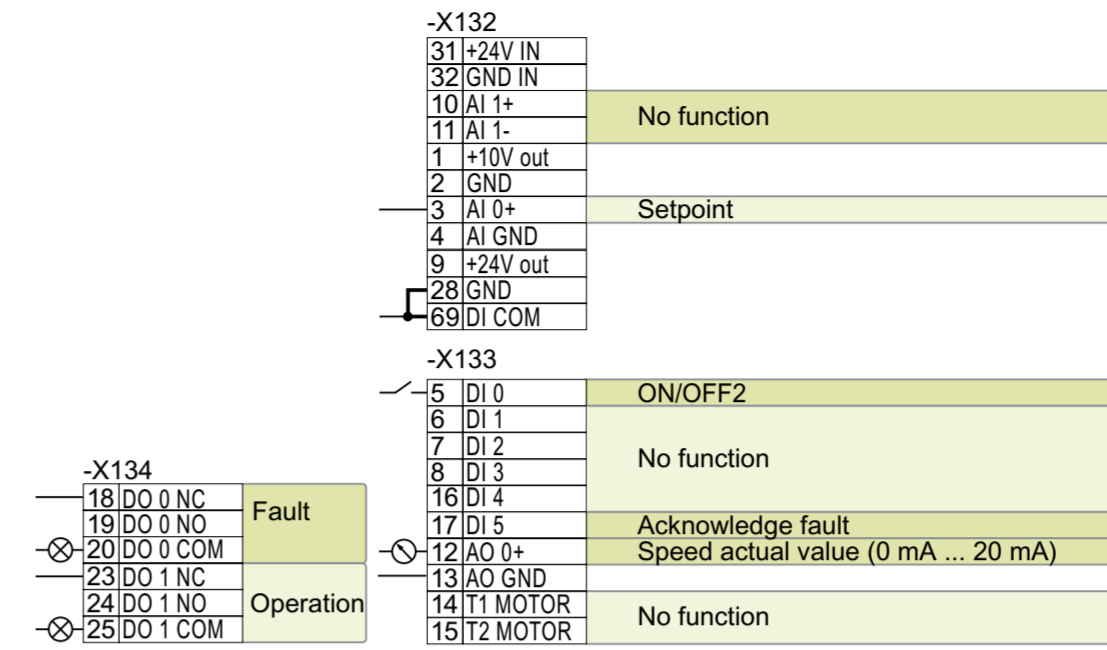 -X132
31 +24V IN
32 GND IN
10 AI 1+
11 AI 1-
No function
1 +10V out
2 GND
3 AI 0+ Setpoint
4 AI GND
9 +24V out
28 GND
69 DI COM
-X133
5 DI 0 ON/OFF2
6 DI 1
7 DI 2
8 DI 3
16 DI 4
No function
17 DI 5 Acknowledge fault
12 AO 0+ Speed actual value (0 mA ... 20 mA)
13 AO GND
14 T1 MOTOR
15 T2 MOTOR
No function
-X134
18 DO 0 NC
19 DO 0 NO
20 DO 0 COM
Fault
23 DO 1 NC
24 DO 1 NO
25 DO 1 COM
Operation